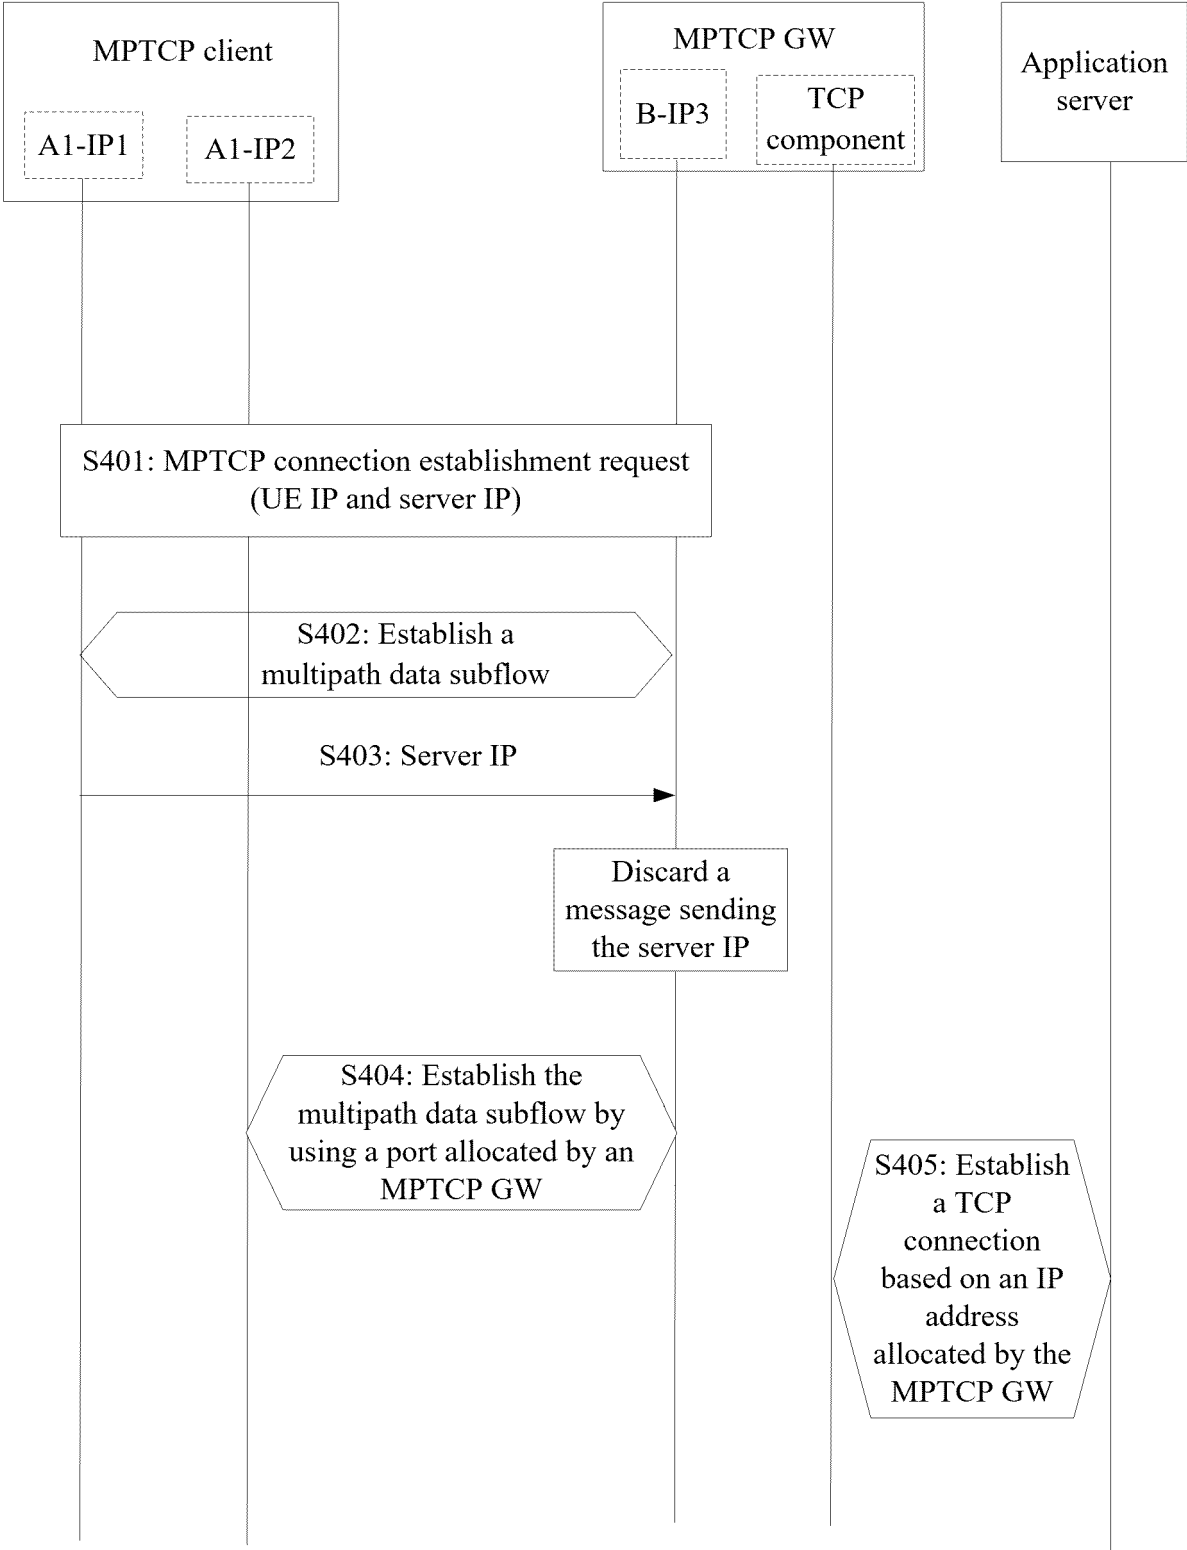 MPTCP client
A1-IP1
A1-IP2
MPTCP GW
B-IP3
TCP
component
Application
server
S401: MPTCP connection establishment request
(UE IP and server IP)
S402: Establish a
multipath data subflow
S403: Server IP
Discard a
message sending
the server IP
S404: Establish the
multipath data subflow by
using a port allocated by an
MPTCP GW
S405: Establish
a TCP
connection
based on an IP
address
allocated by the
MPTCP GW